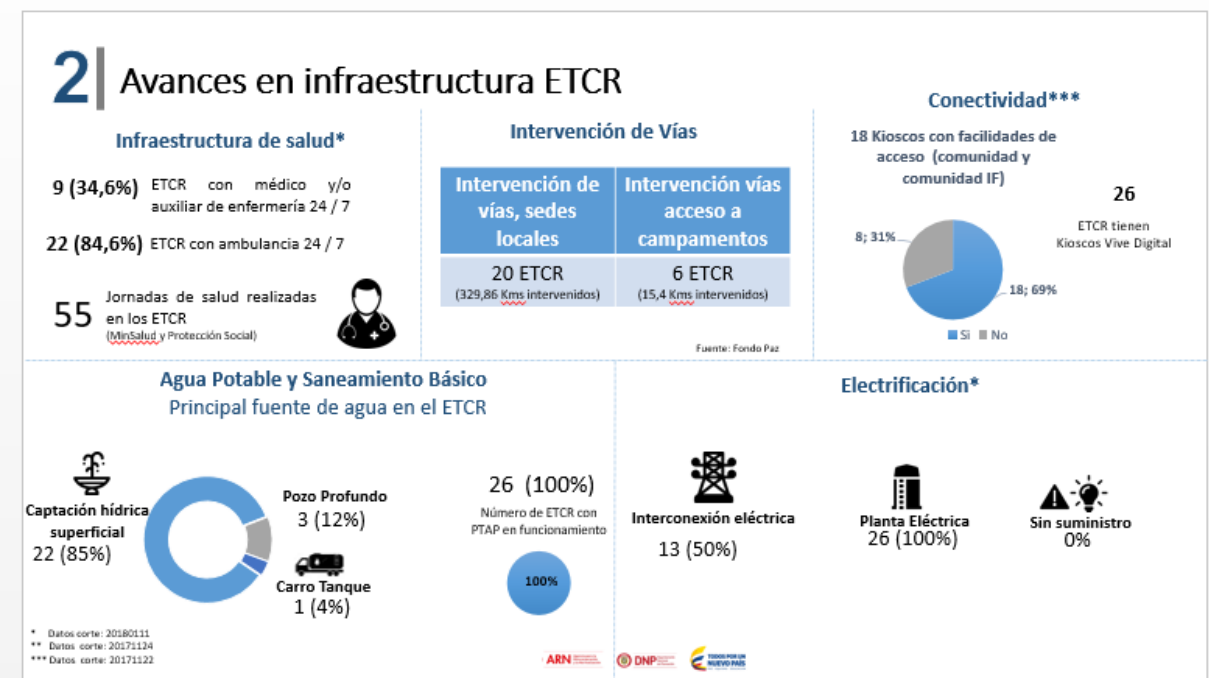 2
Avances en infraestructura ETCR
Infraestructura de salud*
9 (34,6%)
ETCR con médico y/o
auxiliar de enfermería 24 / 7
22 (84,6%)
ETCR con ambulancia 24 / 7
55
Jornadas de salud realizadas
en los ETCR
(MinSalud y Protección Social)
Intervención de Vías
Intervención de
vías, sedes
locales
Intervención vías
acceso a
campamentos
20 ETCR
(329,86 Kms intervenidos)
6 ETCR
(15,4 Kms intervenidos)
Fuente: Fondo Paz
Conectividad***
18 Kioscos con facilidades de
acceso (comunidad y
comunidad IF)
8; 31%
18; 69%
Si
No
26
ETCR tienen
Kioscos Vive Digital
Agua Potable y Saneamiento Básico
Principal fuente de agua en el ETCR
Captación hídrica
superficial
22 (85%)
Pozo Profundo
3 (12%)
Carro Tanque
1 (4%)
26 (100%)
Número de ETCR con
PTAP en funcionamiento
100%
Electrificación*
Interconexión eléctrica
13 (50%)
Planta Eléctrica
26 (100%)
Sin suministro
0%
* Datos corte: 20180111
** Datos corte: 20171124
*** Datos corte: 20171122
ARN
DNP
TODOS POR UN
NUEVO PAÍS